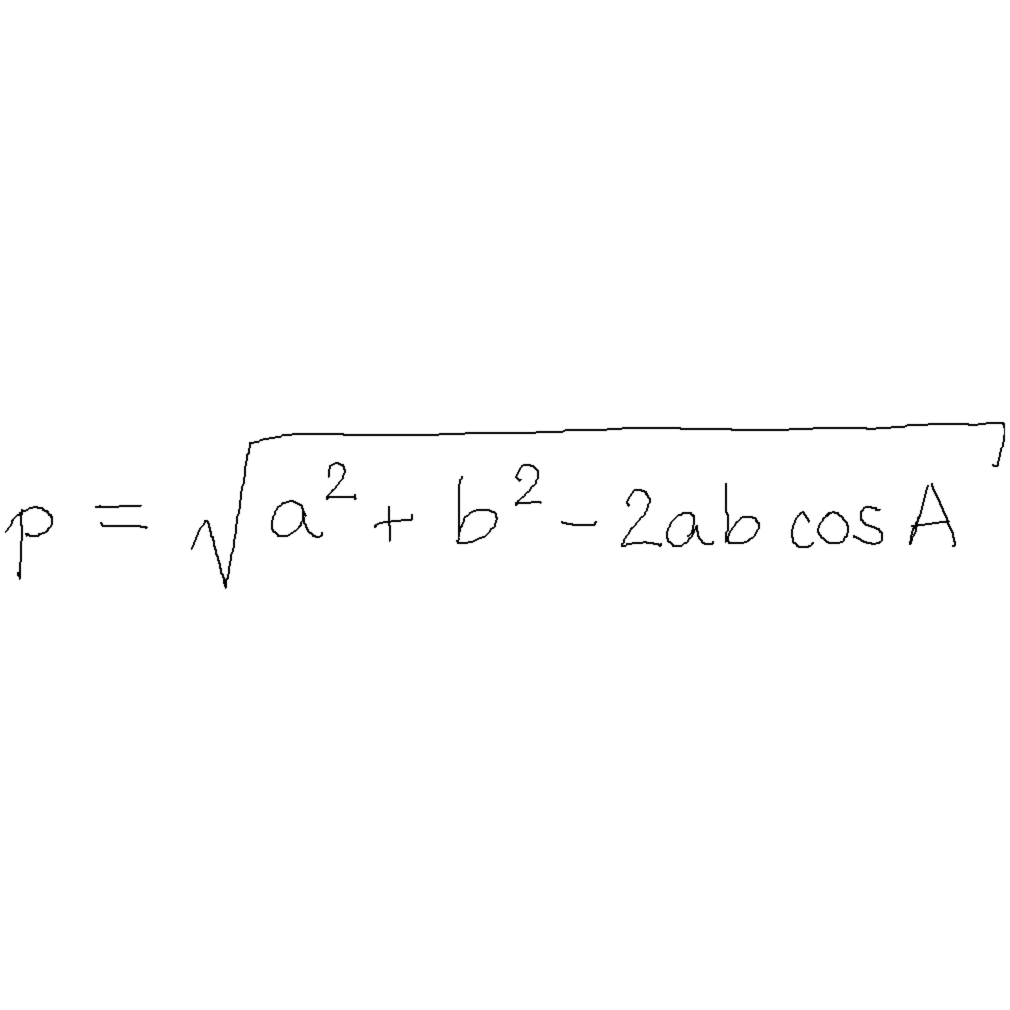 p = √(a² + b² - 2ab cos A)